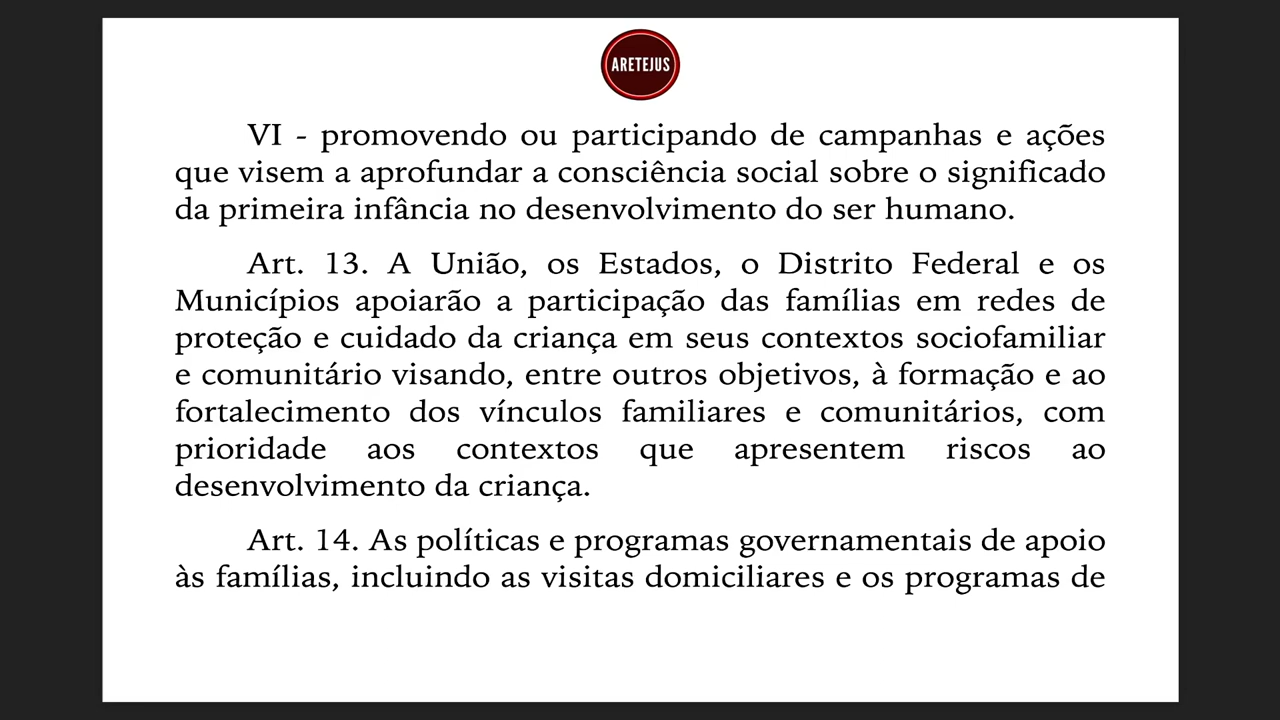 ARETEJUS
VI - promovendo ou participando de campanhas e ações
que visem a aprofundar a consciência social sobre o significado
da primeira infância no desenvolvimento do ser humano.
Art. 13. A União, os Estados, o Distrito Federal e os
Municípios apoiarão a participação das famílias em redes de
proteção e cuidado da criança em seus contextos sociofamiliar
e comunitário visando, entre outros objetivos, à formação e ao
fortalecimento dos vínculos familiares e comunitários, com
prioridade aos contextos que apresentem riscos ao
desenvolvimento da criança.
Art. 14. As políticas e programas governamentais de apoio
às famílias, incluindo as visitas domiciliares e os programas de